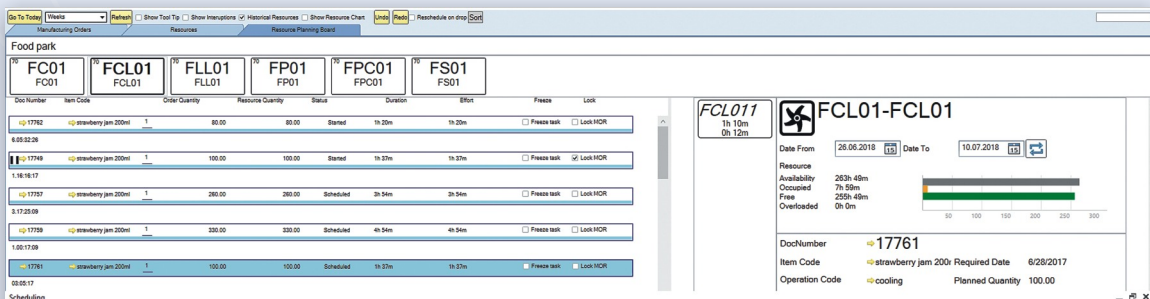 Go To Today Weeks Refresh Show Tool Tip Show Interuptions Historical Resources Show Resource Chart Undo Redo Reschedule on drop Sort
Manufacturing Orders Resources Resource Planning Board
Food park
70 FC01 70 FCL01 70 FLL01 70 FP01 70 FPC01 70 FS01
FC01 FCL01 FLL01 FP01 FPC01 FS01
Doc Number Item Code Order Quantity Resource Quantity Status Duration Effort Freeze Lock
17762 strawberry jam 200ml 1 80.00 80.00 Started 1h 20m 1h 20m Freeze task Lock MOR
6.05:32:26
17749 strawberry jam 200ml 1 100.00 100.00 Started 1h 37m 1h 37m Freeze task Lock MOR
1.16:16:17
17757 strawberry jam 200ml 1 260.00 260.00 Scheduled 3h 54m 3h 54m Freeze task Lock MOR
3.17:25:09
17759 strawberry jam 200ml 1 330.00 330.00 Scheduled 4h 54m 4h 54m Freeze task Lock MOR
1.00:17:09
17761 strawberry jam 200ml 1 100.00 100.00 Scheduled 1h 37m 1h 37m Freeze task Lock MOR
03:05:17
Scheduling
FCL011
1h 10m
0h 12m
FCL01-FCL01
Date From 26.06.2018 15 Date To 10.07.2018 15
Resource
Availability 263h 49m
Occupied 7h 59m
Free 255h 49m
Overloaded 0h 0m
50 100 150 200 250 300
DocNumber 17761
Item Code strawberry jam 200r Required Date 6/28/2017
Operation Code cooling Planned Quantity 100.00